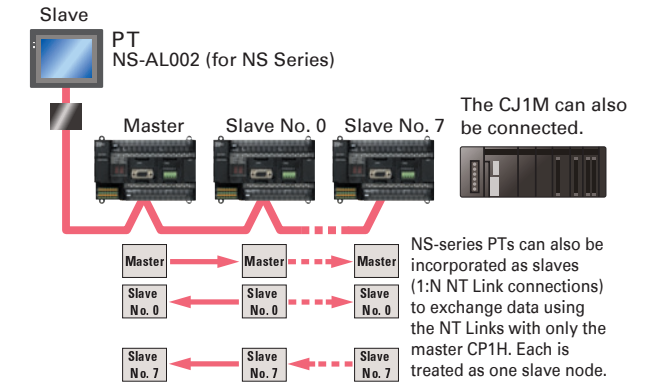 Slave
PT
NS-AL002 (for NS Series)
Master
Slave No. 0
Slave No. 7
The CJ1M can also
be connected.
Master
Master
Master
Slave
No. 0
Slave
No. 0
Slave
No. 0
Slave
No. 7
Slave
No. 7
Slave
No. 7
NS-series PTs can also be
incorporated as slaves
(1:N NT Link connections)
to exchange data using
the NT Links with only the
master CP1H. Each is
treated as one slave node.